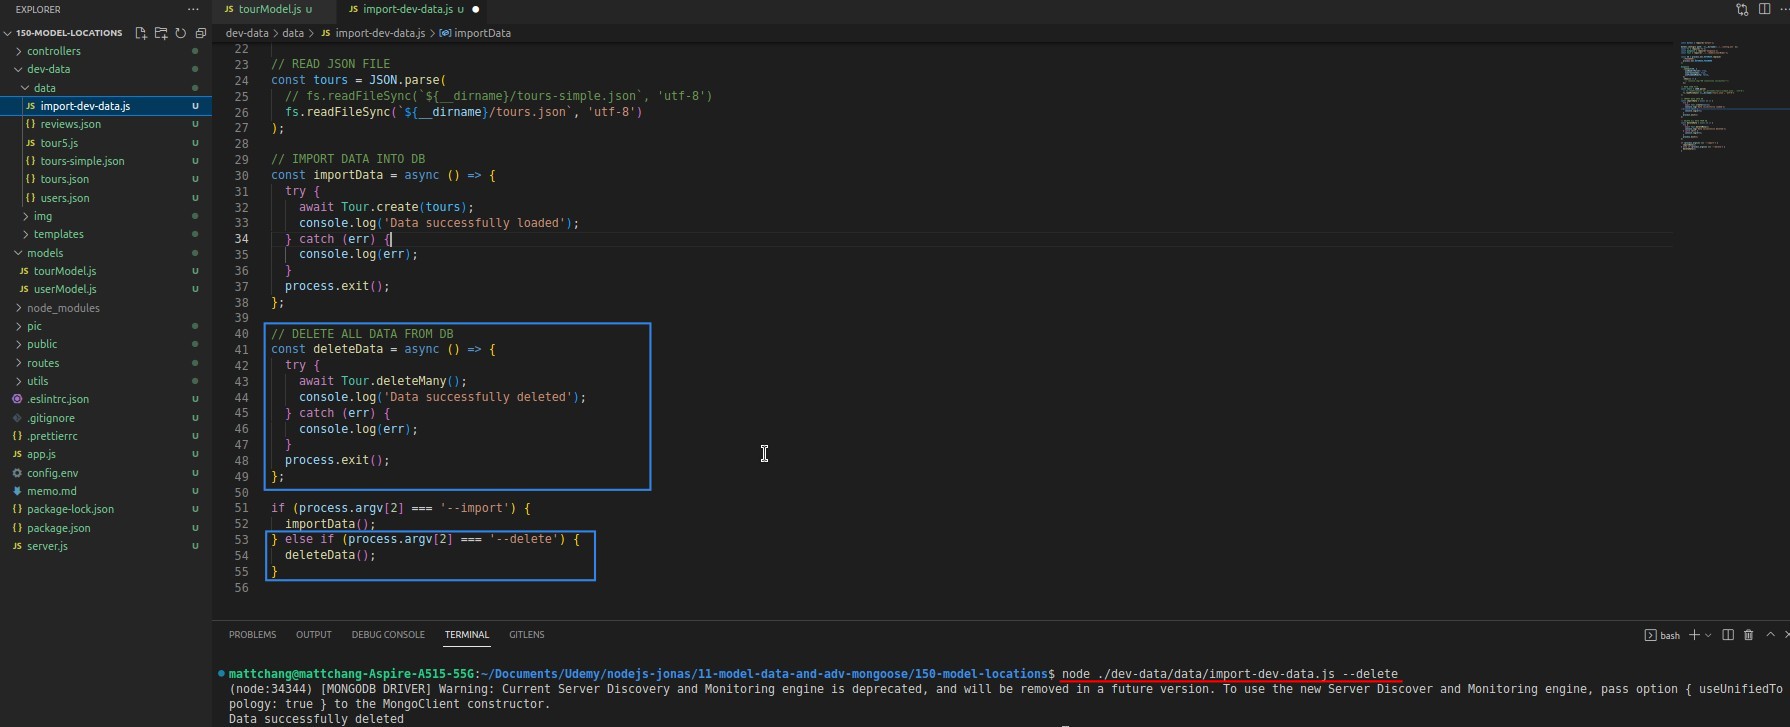 EXPLORER ...
150-MODEL-LOCATIONS
controllers
dev-data
data
JS import-dev-data.js U
{} reviews.json U
JS tour5.js U
{} tours-simple.json U
{} tours.json U
{} users.json U
img
templates
models
JS tourModel.js U
JS userModel.js U
node_modules
pic
public
routes
utils
.eslintrc.json U
.gitignore U
{} .prettierrc U
JS app.js U
config.env U
memo.md U
{} package-lock.json U
{} package.json U
JS server.js U
JS tourModel.js U
JS import-dev-data.js U
dev-data > data > JS import-dev-data.js > importData
22
23 // READ JSON FILE
24 const tours = JSON.parse(
25 // fs.readFileSync(`${__dirname}/tours-simple.json`, 'utf-8')
26 fs.readFileSync(`${__dirname}/tours.json`, 'utf-8')
27 );
28
29 // IMPORT DATA INTO DB
30 const importData = async () => {
31 try {
32 await Tour.create(tours);
33 console.log('Data successfully loaded');
34 } catch (err) {
35 console.log(err);
36 }
37 process.exit();
38 };
39
40 // DELETE ALL DATA FROM DB
41 const deleteData = async () => {
42 try {
43 await Tour.deleteMany();
44 console.log('Data successfully deleted');
45 } catch (err) {
46 console.log(err);
47 }
48 process.exit();
49 };
50
51 if (process.argv[2] === '--import') {
52 importData();
53 } else if (process.argv[2] === '--delete') {
54 deleteData();
55 }
56
PROBLEMS OUTPUT DEBUG CONSOLE TERMINAL GITLENS
bash
mattchang@mattchang-Aspire-A515-55G:~/Documents/Udemy/nodejs-jonas/11-model-data-and-adv-mongoose/150-model-locations$ node ./dev-data/data/import-dev-data.js --delete
(node:34344) [MONGODB DRIVER] Warning: Current Server Discovery and Monitoring engine is deprecated, and will be removed in a future version. To use the new Server Discover and Monitoring engine, pass option { useUnifiedTo
pology: true } to the MongoClient constructor.
Data successfully deleted